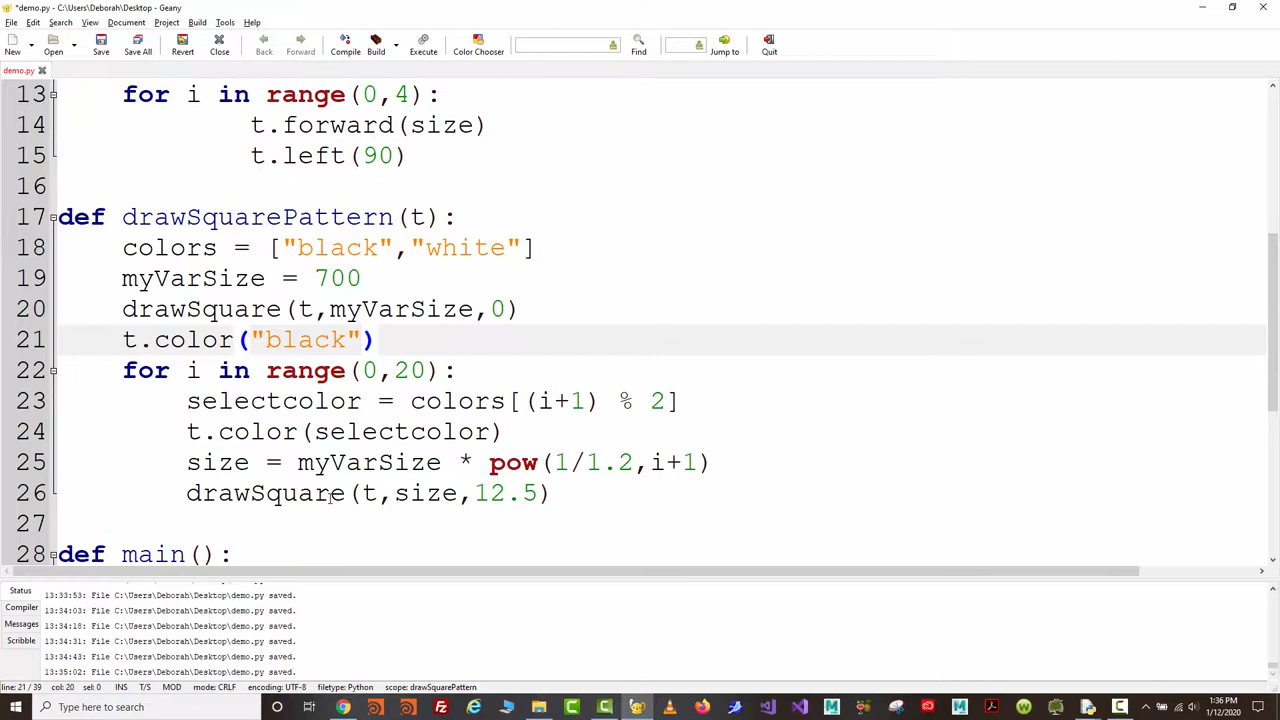 *demo.py - C:\Users\Deborah\Desktop - Geany
File Edit Search View Document Project Build Tools Help
New Open Save Save All Revert Close Back Forward Compile Build Execute Color Chooser Find Jump to Quit
demo.py
13 for i in range(0,4):
14 t.forward(size)
15 t.left(90)
16
17 def drawSquarePattern(t):
18 colors = ["black","white"]
19 myVarSize = 700
20 drawSquare(t,myVarSize,0)
21 t.color("black")
22 for i in range(0,20):
23 selectcolor = colors[(i+1) % 2]
24 t.color(selectcolor)
25 size = myVarSize * pow(1/1.2,i+1)
26 drawSquare(t,size,12.5)
27
28 def main():
Status
Compiler
Messages
Scribble
13:33:53: File C:\Users\Deborah\Desktop\demo.py saved.
13:34:03: File C:\Users\Deborah\Desktop\demo.py saved.
13:34:18: File C:\Users\Deborah\Desktop\demo.py saved.
13:34:31: File C:\Users\Deborah\Desktop\demo.py saved.
13:34:43: File C:\Users\Deborah\Desktop\demo.py saved.
13:35:02: File C:\Users\Deborah\Desktop\demo.py saved.
line: 21 / 39 col: 20 sel: 0 INS T/S MOD mode: CRLF encoding: UTF-8 filetype: Python scope: drawSquarePattern
Type here to search
1:36 PM
1/12/2020